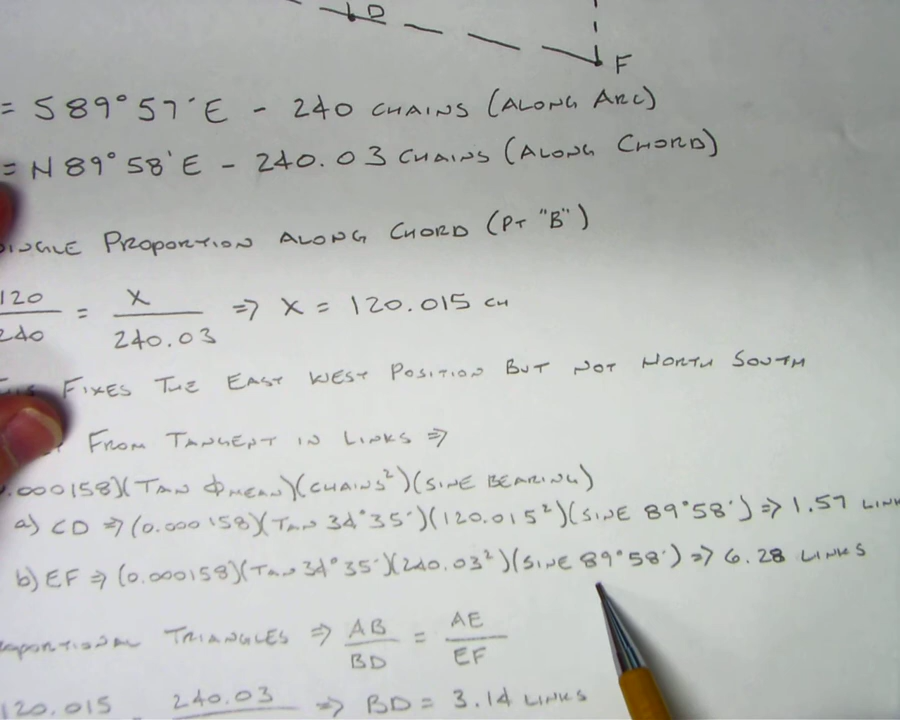 D
F
= S 89° 57' E - 240 CHAINS (ALONG ARC)
= N 89° 58' E - 240.03 CHAINS (ALONG CHORD)
PROPORTION ALONG CHORD (PT "B")
120/240 = X/240.03 ⇒ X = 120.015 CH
FIXES THE EAST WEST POSITION BUT NOT NORTH SOUTH
FROM TANGENT IN LINKS ⇒
.000158)(TAN ΦMEAN)(CHAINS²)(SINE BEARING)
a) CD ⇒ (0.000158)(TAN 34° 35')(120.015²)(SINE 89° 58') ⇒ 1.57 LINK
b) EF ⇒ (0.000158)(TAN 34° 35')(240.03²)(SINE 89° 58') ⇒ 6.28 LINKS
TRIANGLES ⇒ AB/BD = AE/EF
120.015 240.03 ⇒ BD = 3.14 LINKS